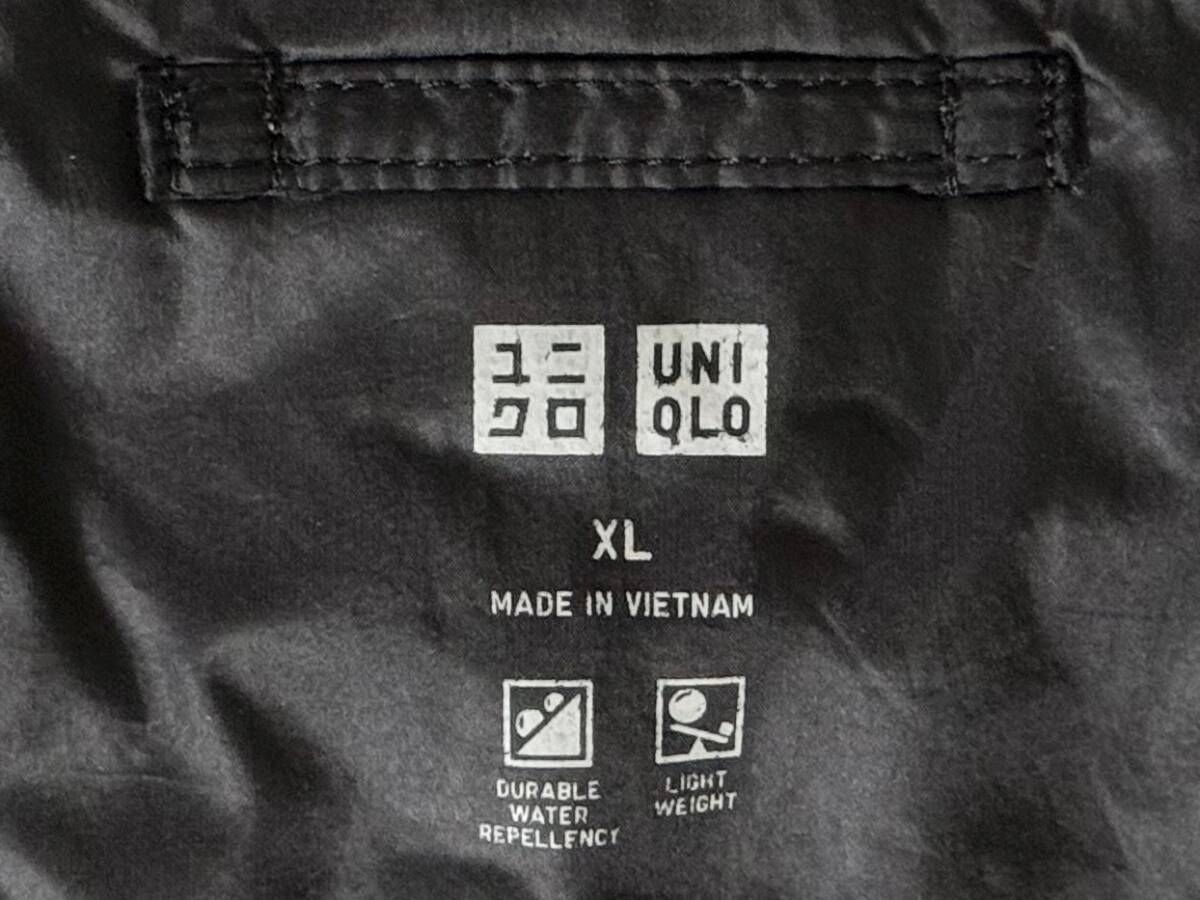 ユニ
クロ
UNI
QLO
XL
MADE IN VIETNAM
DURABLE
WATER
REPELLENCY
LIGHT
WEIGHT